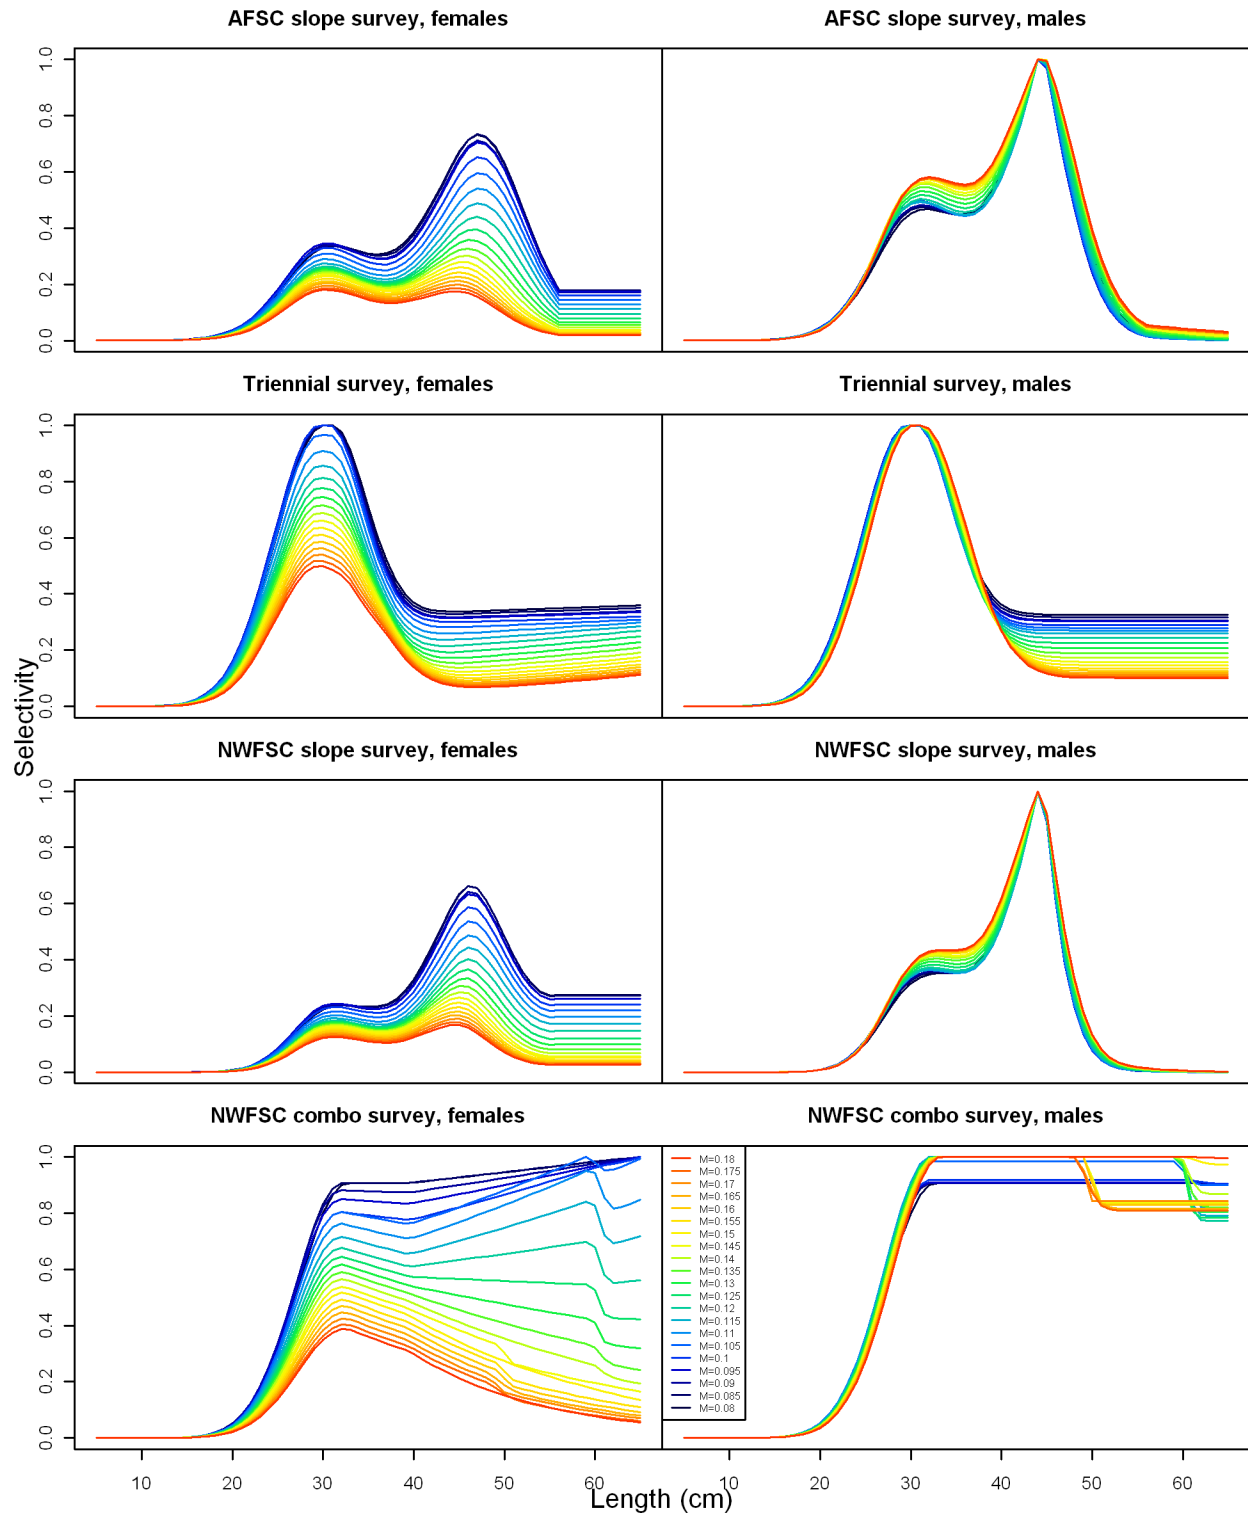 AFSC slope survey, females
AFSC slope survey, males
0.0 0.2 0.4 0.6 0.8 1.0
Triennial survey, females
Triennial survey, males
0.0 0.2 0.4 0.6 0.8 1.0
Selectivity
NWFSC slope survey, females
NWFSC slope survey, males
0.0 0.2 0.4 0.6 0.8 1.0
NWFSC combo survey, females
NWFSC combo survey, males
0.0 0.2 0.4 0.6 0.8 1.0
M=0.18
M=0.175
M=0.17
M=0.165
M=0.16
M=0.155
M=0.15
M=0.145
M=0.14
M=0.135
M=0.13
M=0.125
M=0.12
M=0.115
M=0.11
M=0.105
M=0.1
M=0.095
M=0.09
M=0.085
M=0.08
10 20 30 40 50 60
10 20 30 40 50 60
Length (cm)